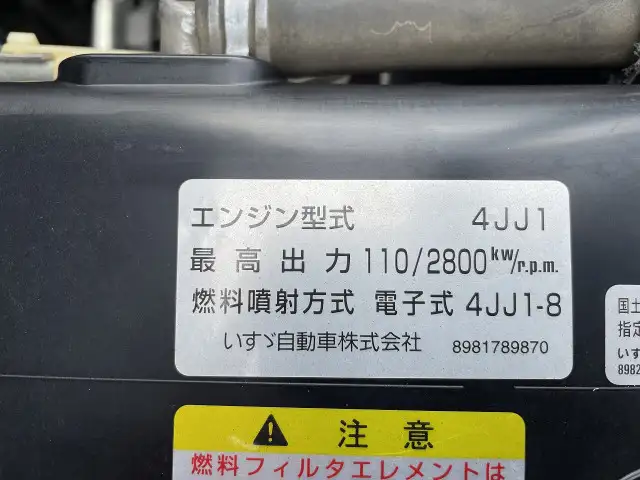 エンジン型式 4JJ1
最高出力 110/2800kw/r.p.m.
燃料噴射方式 電子式 4JJ1-8
いすゞ自動車株式会社 8981789870
国土
指定
いす
8982
注意
燃料フィルタエレメントは